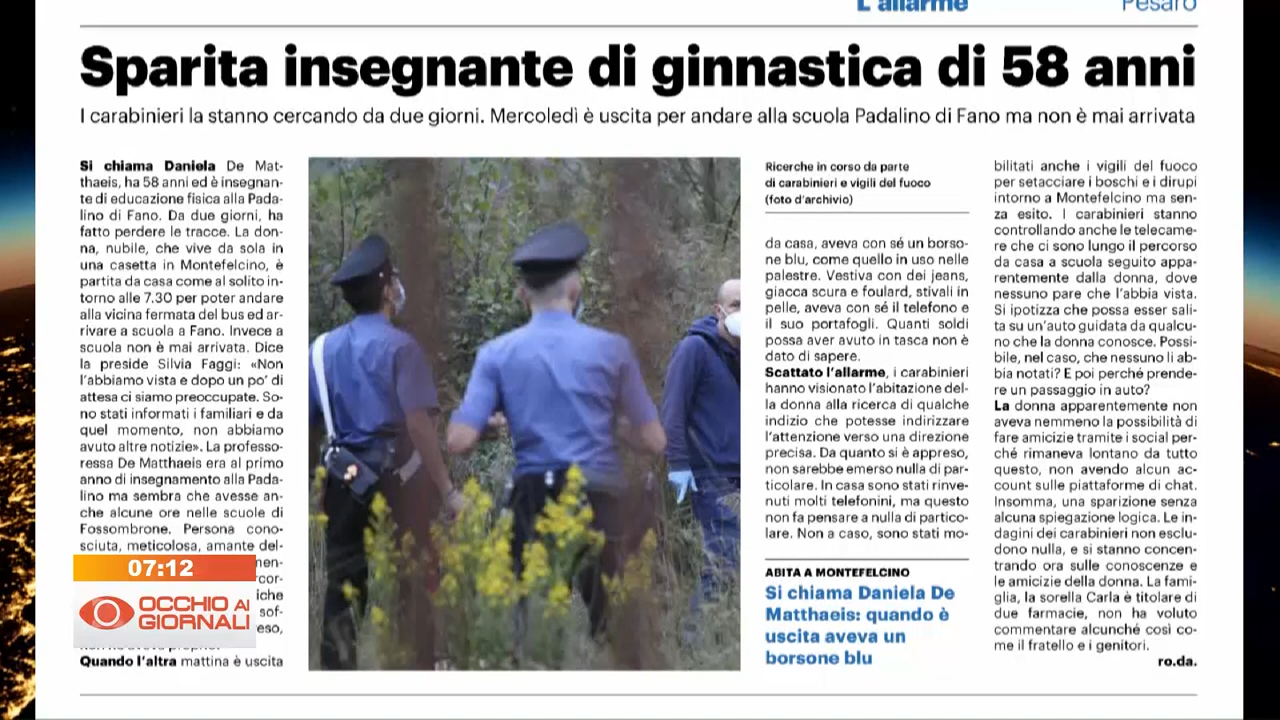 L'allarme
Pesaro
Sparita insegnante di ginnastica di 58 anni
I carabinieri la stanno cercando da due giorni. Mercoledì è uscita per andare alla scuola Padalino di Fano ma non è mai arrivata
Si chiama Daniela De Mat-
thaeis, ha 58 anni ed è insegnan-
te di educazione fisica alla Pada-
lino di Fano. Da due giorni, ha
fatto perdere le tracce. La don-
na, nubile, che vive da sola in
una casetta in Montefelcino, è
partita da casa come al solito in-
torno alle 7.30 per poter andare
alla vicina fermata del bus ed ar-
rivare a scuola a Fano. Invece a
scuola non è mai arrivata. Dice
la preside Silvia Faggi: «Non
l'abbiamo vista e dopo un po' di
attesa ci siamo preoccupate. So-
no stati informati i familiari e da
quel momento, non abbiamo
avuto altre notizie». La professo-
ressa De Matthaeis era al primo
anno di insegnamento alla Pada-
lino ma sembra che avesse an-
che alcune ore nelle scuole di
Fossombrone. Persona cono-
sciuta, meticolosa, amante del-
Quando l'altra mattina è uscita
07:12
OCCHIO AI
GIORNALI
Ricerche in corso da parte
di carabinieri e vigili del fuoco
(foto d'archivio)
da casa, aveva con sé un borso-
ne blu, come quello in uso nelle
palestre. Vestiva con dei jeans,
giacca scura e foulard, stivali in
pelle, aveva con sé il telefono e
il suo portafogli. Quanti soldi
possa aver avuto in tasca non è
dato di sapere.
Scattato l'allarme, i carabinieri
hanno visionato l'abitazione del-
la donna alla ricerca di qualche
indizio che potesse indirizzare
l'attenzione verso una direzione
precisa. Da quanto si è appreso,
non sarebbe emerso nulla di par-
ticolare. In casa sono stati rinve-
nuti molti telefonini, ma questo
non fa pensare a nulla di partico-
lare. Non a caso, sono stati mo-
ABITA A MONTEFELCINO
Si chiama Daniela De
Matthaeis: quando è
uscita aveva un
borsone blu
bilitati anche i vigili del fuoco
per setacciare i boschi e i dirupi
intorno a Montefelcino ma sen-
za esito. I carabinieri stanno
controllando anche le telecame-
re che ci sono lungo il percorso
da casa a scuola seguito appa-
rentemente dalla donna, dove
nessuno pare che l'abbia vista.
Si ipotizza che possa esser sali-
ta su un'auto guidata da qualcu-
no che la donna conosce. Possi-
bile, nel caso, che nessuno li ab-
bia notati? E poi perché prende-
re un passaggio in auto?
La donna apparentemente non
aveva nemmeno la possibilità di
fare amicizie tramite i social per-
ché rimaneva lontano da tutto
questo, non avendo alcun ac-
count sulle piattaforme di chat.
Insomma, una sparizione senza
alcuna spiegazione logica. Le in-
dagini dei carabinieri non esclu-
dono nulla, e si stanno concen-
trando ora sulle conoscenze e
le amicizie della donna. La fami-
glia, la sorella Carla è titolare di
due farmacie, non ha voluto
commentare alcunché così co-
me il fratello e i genitori.
ro.da.